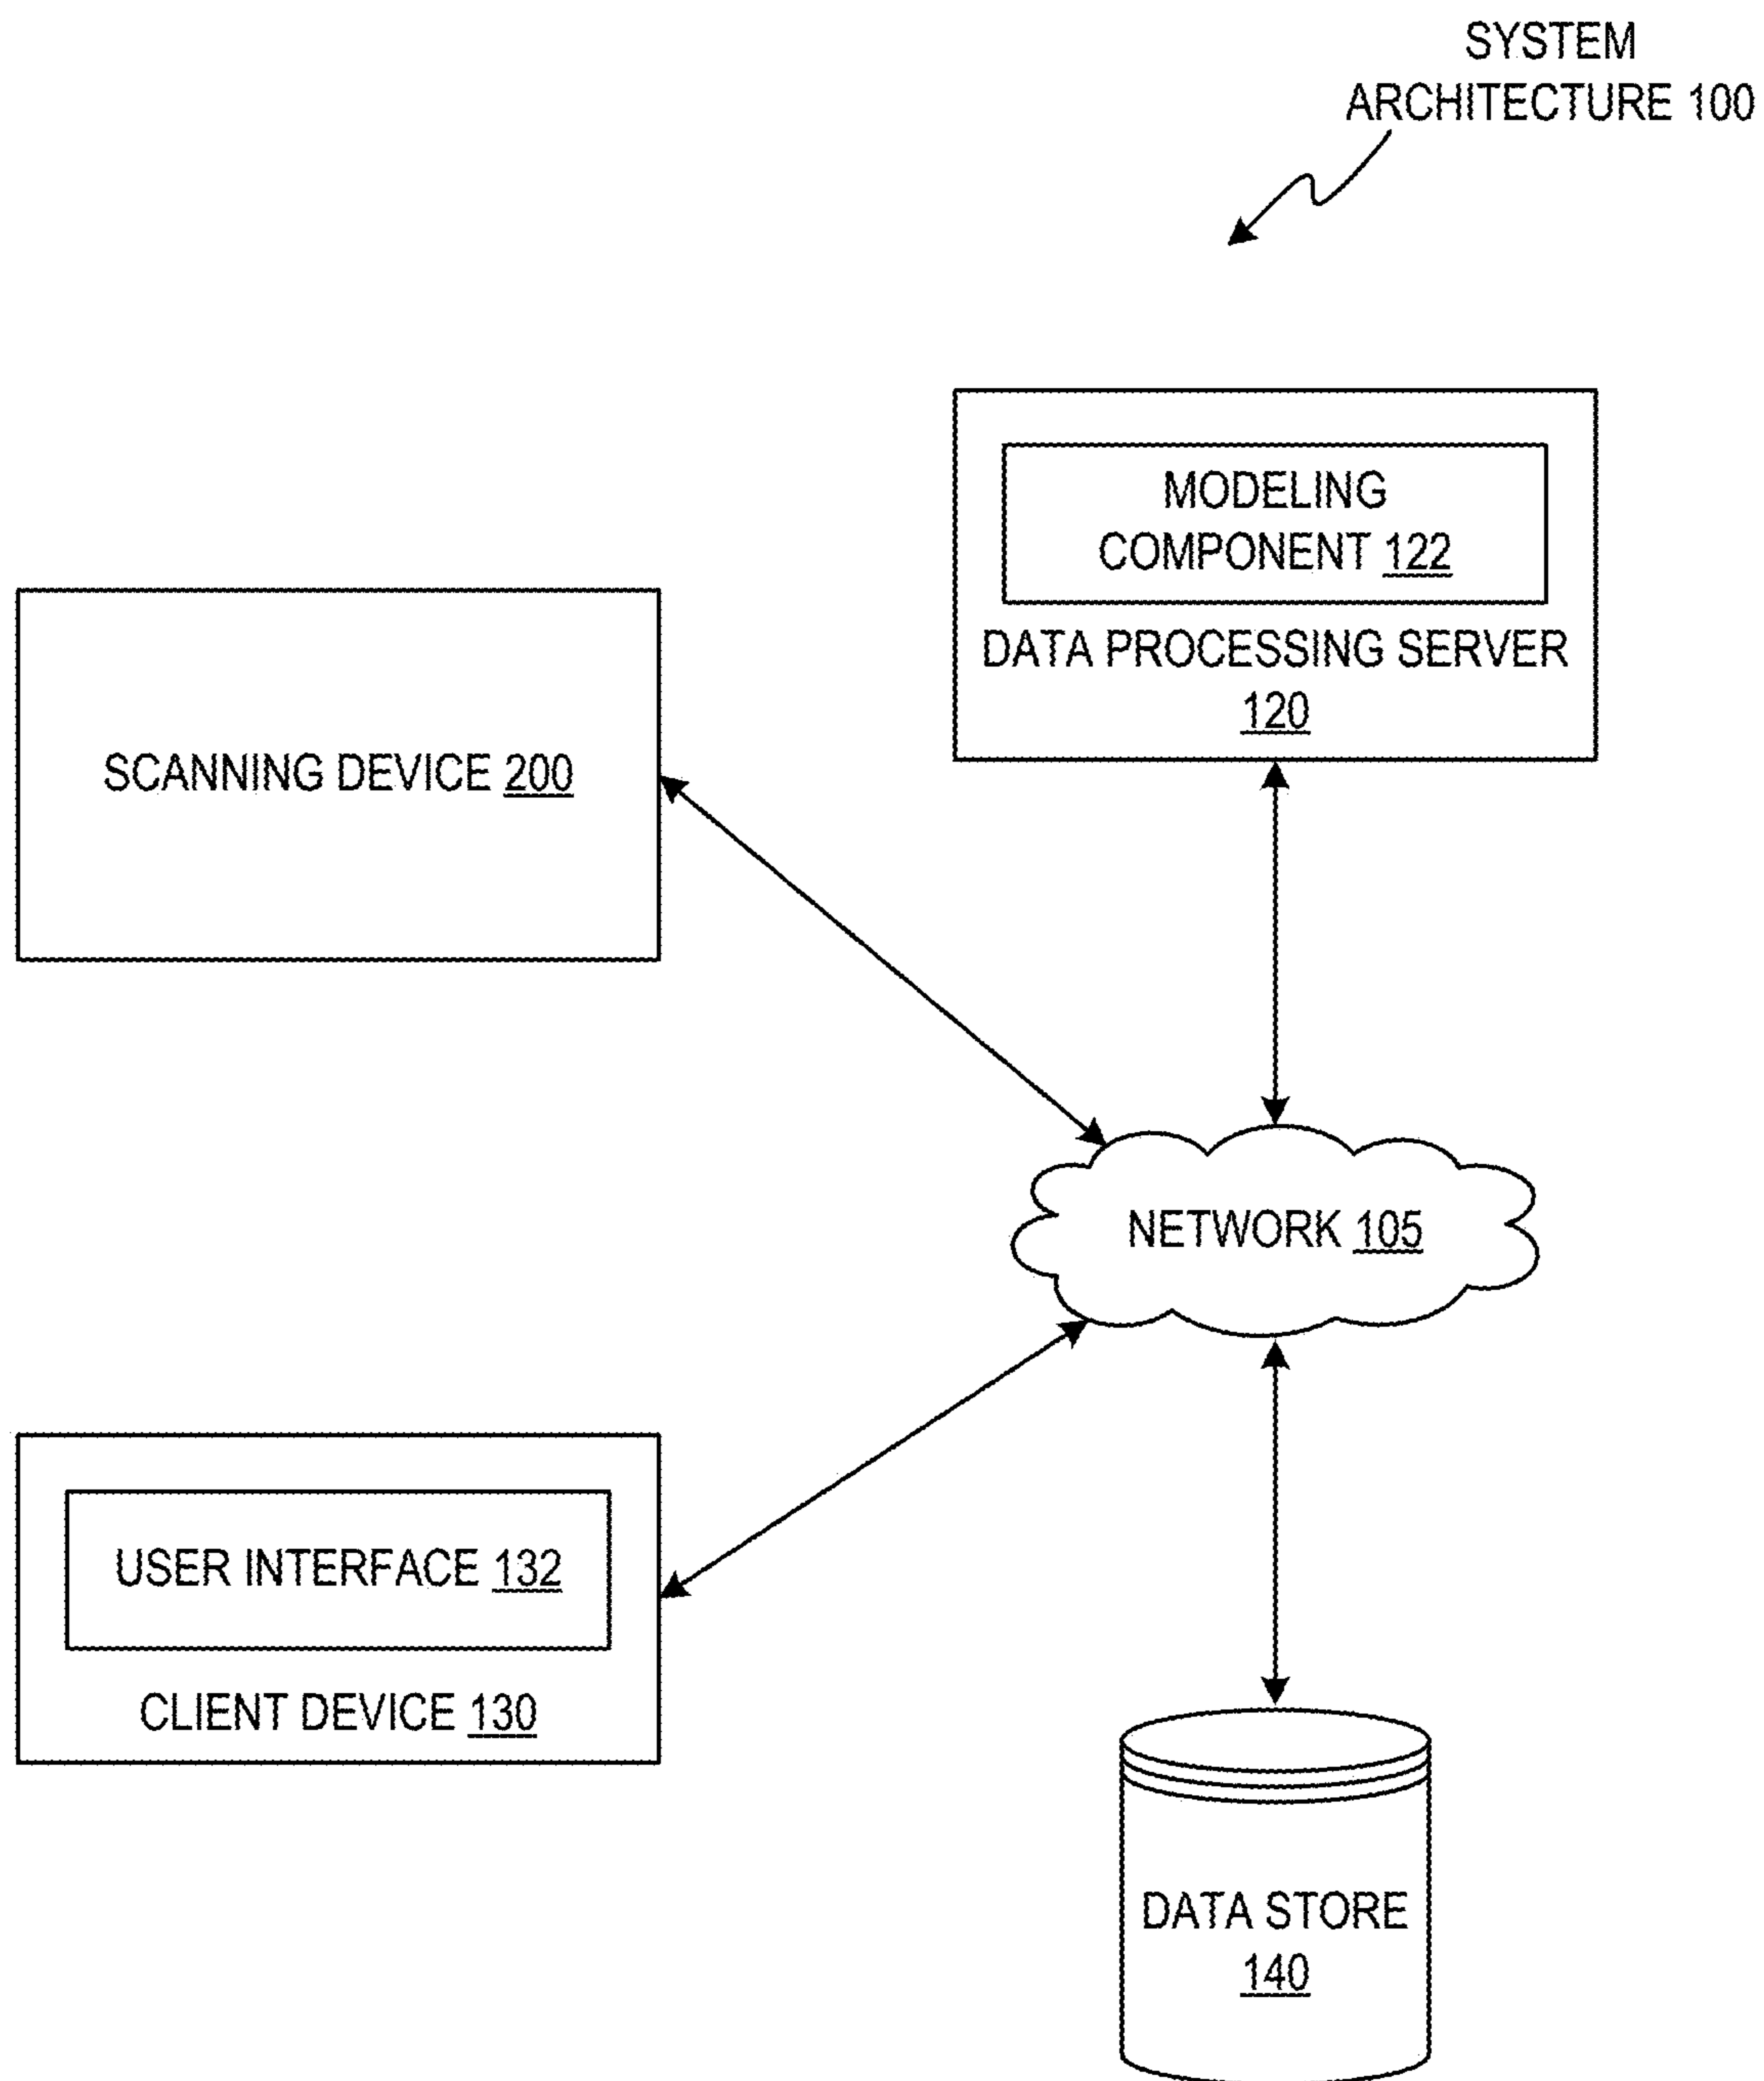 SYSTEM
ARCHITECTURE 100
MODELING
COMPONENT 122
DATA PROCESSING SERVER
120
SCANNING DEVICE 200
NETWORK 105
USER INTERFACE 132
CLIENT DEVICE 130
DATA STORE
140